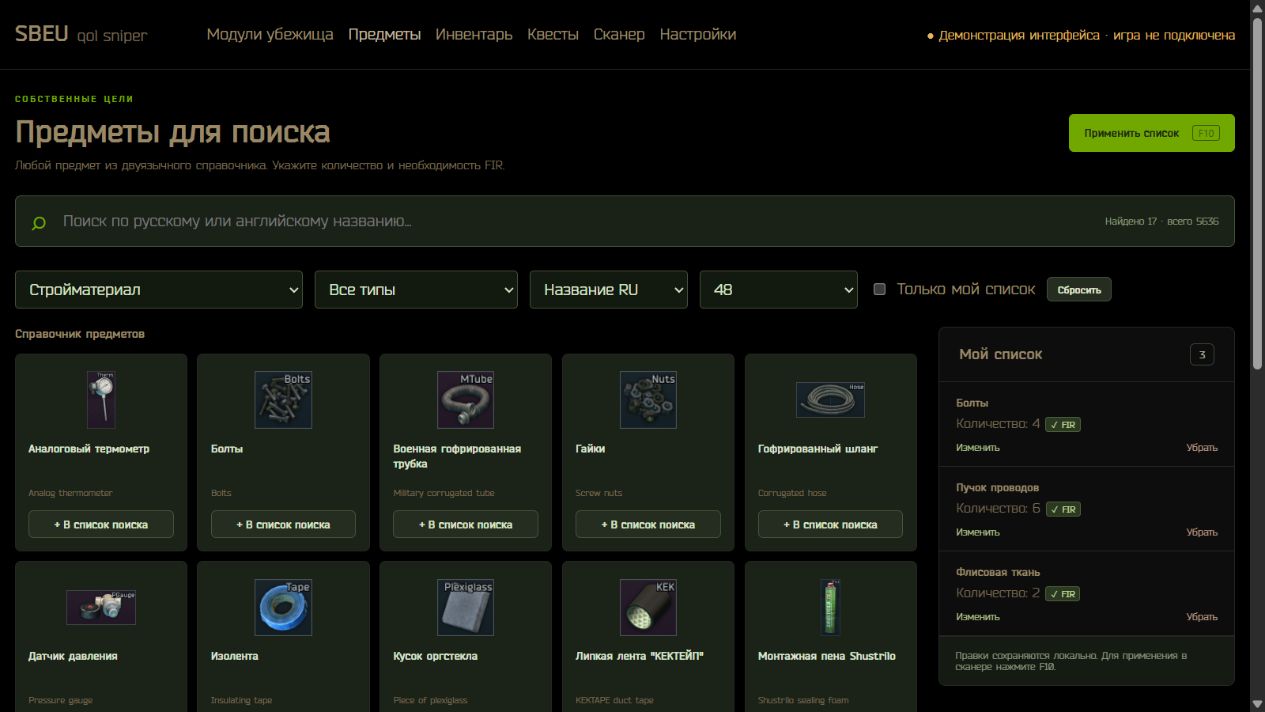 SBEU qol sniper
Модули убежища Предметы Инвентарь Квесты Сканер Настройки
● Демонстрация интерфейса · игра не подключена
СОБСТВЕННЫЕ ЦЕЛИ
Предметы для поиска
Любой предмет из двуязычного справочника. Укажите количество и необходимость FIR.
Применить список F10
Поиск по русскому или английскому названию...
Найдено 17 · всего 5636
Стройматериал
Все типы
Название RU
48
Только мой список
Сбросить
Справочник предметов
Therm.
Аналоговый термометр
Analog thermometer
+ В список поиска
Bolts
Болты
Bolts
+ В список поиска
MTube
Военная гофрированная
трубка
Military corrugated tube
+ В список поиска
Nuts
Гайки
Screw nuts
+ В список поиска
Hose
Гофрированный шланг
Corrugated hose
+ В список поиска
PGauge
Датчик давления
Pressure gauge
Tape
Изолента
Insulating tape
Plexiglass
Кусок оргстекла
Piece of plexiglass
KEK
Липкая лента "КЕКТЕЙП"
KEKTAPE duct tape
Монтажная пена Shustrilo
Shustrilo sealing foam
Мой список 3
Болты
Количество: 4 ✓ FIR
Изменить Убрать
Пучок проводов
Количество: 6 ✓ FIR
Изменить Убрать
Флисовая ткань
Количество: 2 ✓ FIR
Изменить Убрать
Правки сохраняются локально. Для применения в
сканере нажмите F10.